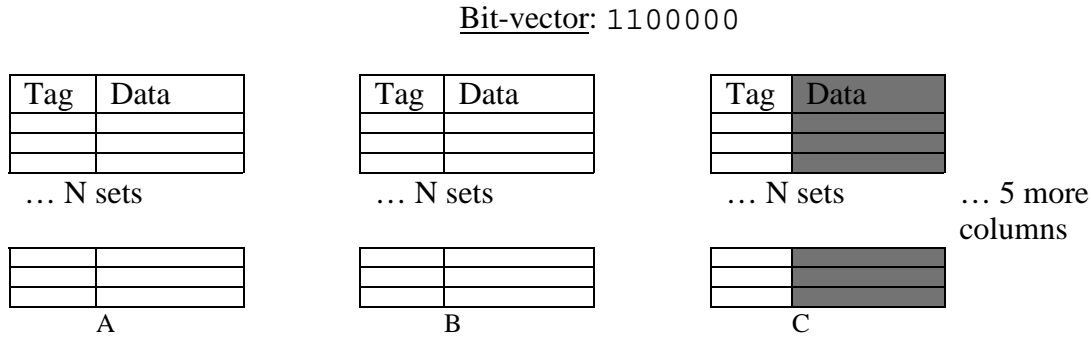 Bit-vector: 1100000
Tag Data Tag Data Tag Data
… N sets … N sets … N sets … 5 more
columns
A B C